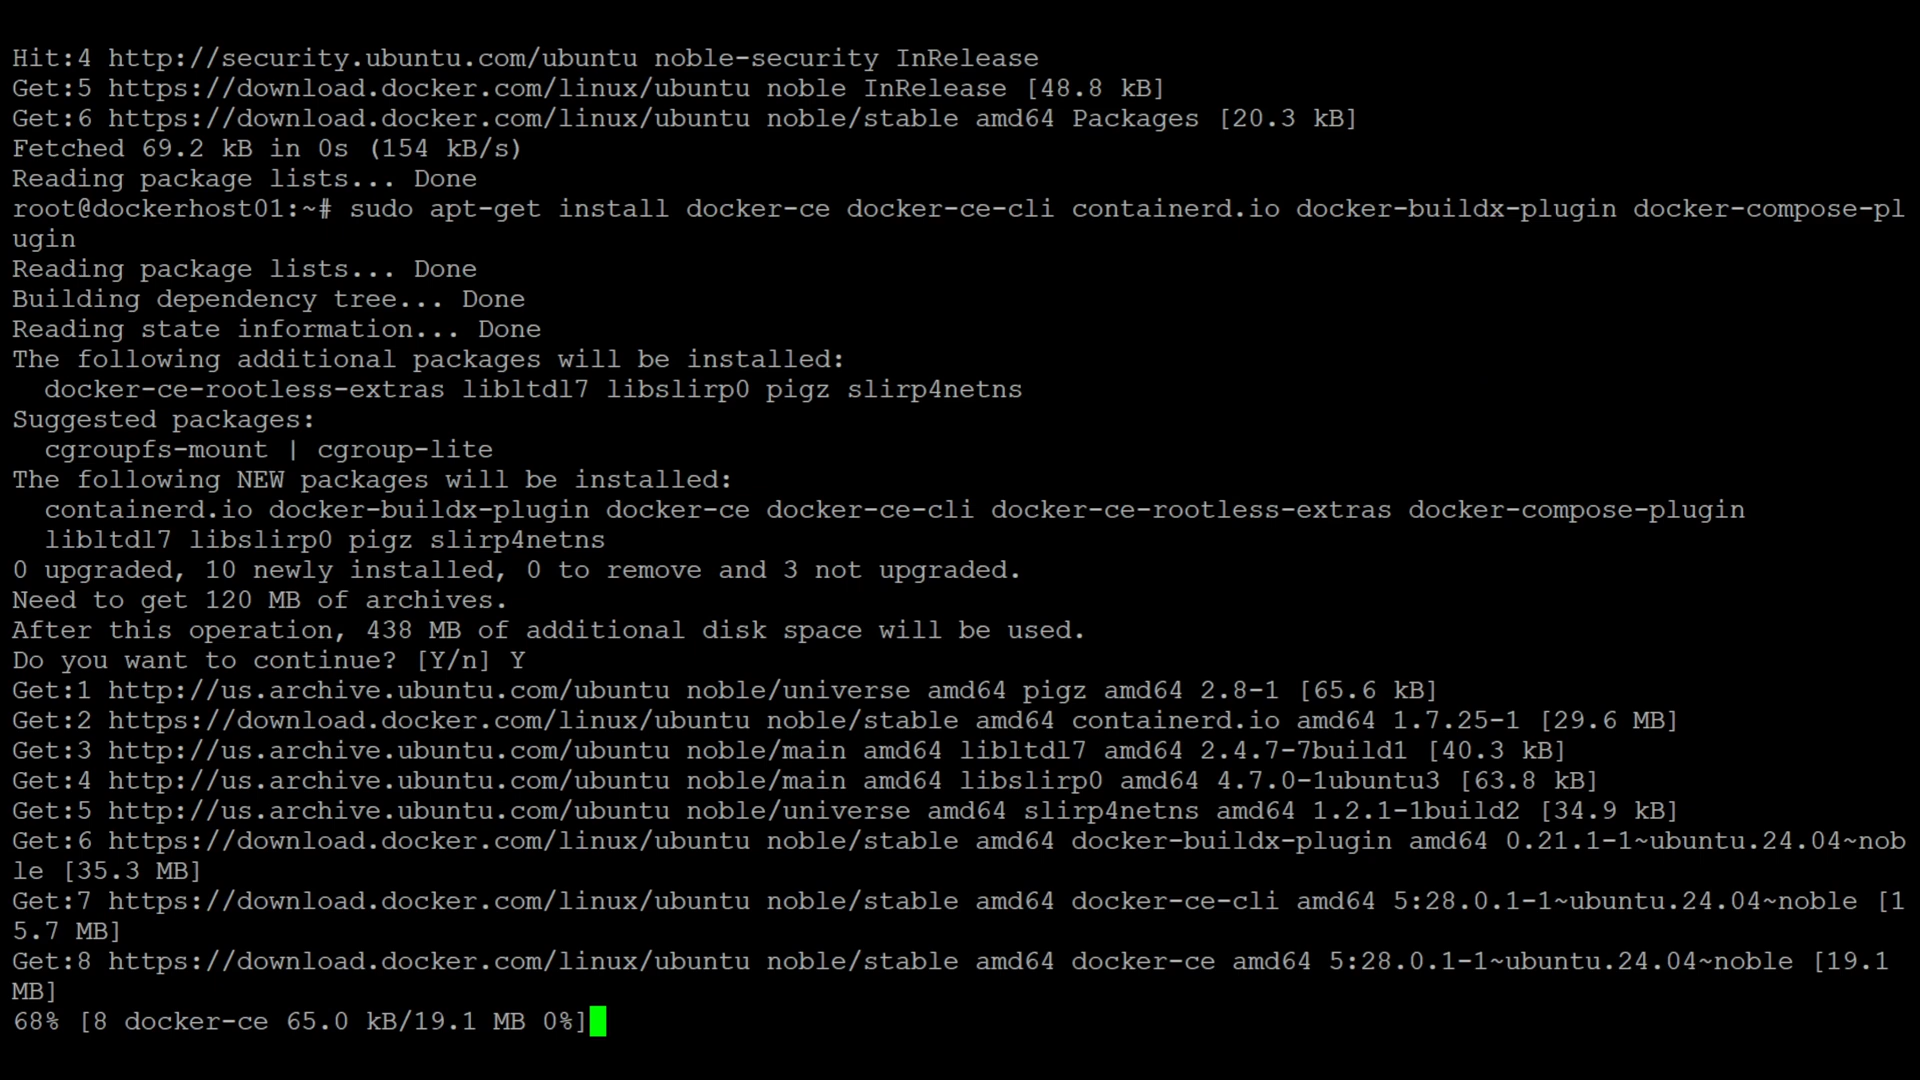 Hit:4 http://security.ubuntu.com/ubuntu noble-security InRelease
Get:5 https://download.docker.com/linux/ubuntu noble InRelease [48.8 kB]
Get:6 https://download.docker.com/linux/ubuntu noble/stable amd64 Packages [20.3 kB]
Fetched 69.2 kB in 0s (154 kB/s)
Reading package lists... Done
root@dockerhost01:~# sudo apt-get install docker-ce docker-ce-cli containerd.io docker-buildx-plugin docker-compose-pl
ugin
Reading package lists... Done
Building dependency tree... Done
Reading state information... Done
The following additional packages will be installed:
  docker-ce-rootless-extras libltdl7 libslirp0 pigz slirp4netns
Suggested packages:
  cgroupfs-mount | cgroup-lite
The following NEW packages will be installed:
  containerd.io docker-buildx-plugin docker-ce docker-ce-cli docker-ce-rootless-extras docker-compose-plugin
  libltdl7 libslirp0 pigz slirp4netns
0 upgraded, 10 newly installed, 0 to remove and 3 not upgraded.
Need to get 120 MB of archives.
After this operation, 438 MB of additional disk space will be used.
Do you want to continue? [Y/n] Y
Get:1 http://us.archive.ubuntu.com/ubuntu noble/universe amd64 pigz amd64 2.8-1 [65.6 kB]
Get:2 https://download.docker.com/linux/ubuntu noble/stable amd64 containerd.io amd64 1.7.25-1 [29.6 MB]
Get:3 http://us.archive.ubuntu.com/ubuntu noble/main amd64 libltdl7 amd64 2.4.7-7build1 [40.3 kB]
Get:4 http://us.archive.ubuntu.com/ubuntu noble/main amd64 libslirp0 amd64 4.7.0-1ubuntu3 [63.8 kB]
Get:5 http://us.archive.ubuntu.com/ubuntu noble/universe amd64 slirp4netns amd64 1.2.1-1build2 [34.9 kB]
Get:6 https://download.docker.com/linux/ubuntu noble/stable amd64 docker-buildx-plugin amd64 0.21.1-1~ubuntu.24.04~nob
le [35.3 MB]
Get:7 https://download.docker.com/linux/ubuntu noble/stable amd64 docker-ce-cli amd64 5:28.0.1-1~ubuntu.24.04~noble [1
5.7 MB]
Get:8 https://download.docker.com/linux/ubuntu noble/stable amd64 docker-ce amd64 5:28.0.1-1~ubuntu.24.04~noble [19.1
MB]
68% [8 docker-ce 65.0 kB/19.1 MB 0%]